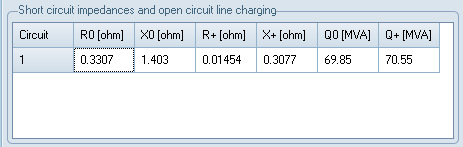 Short circuit impedances and open circuit line charging
Circuit R0 [ohm] X0 [ohm] R+ [ohm] X+ [ohm] Q0 [MVA] Q+ [MVA]
1 0.3307 1.403 0.01454 0.3077 69.85 70.55